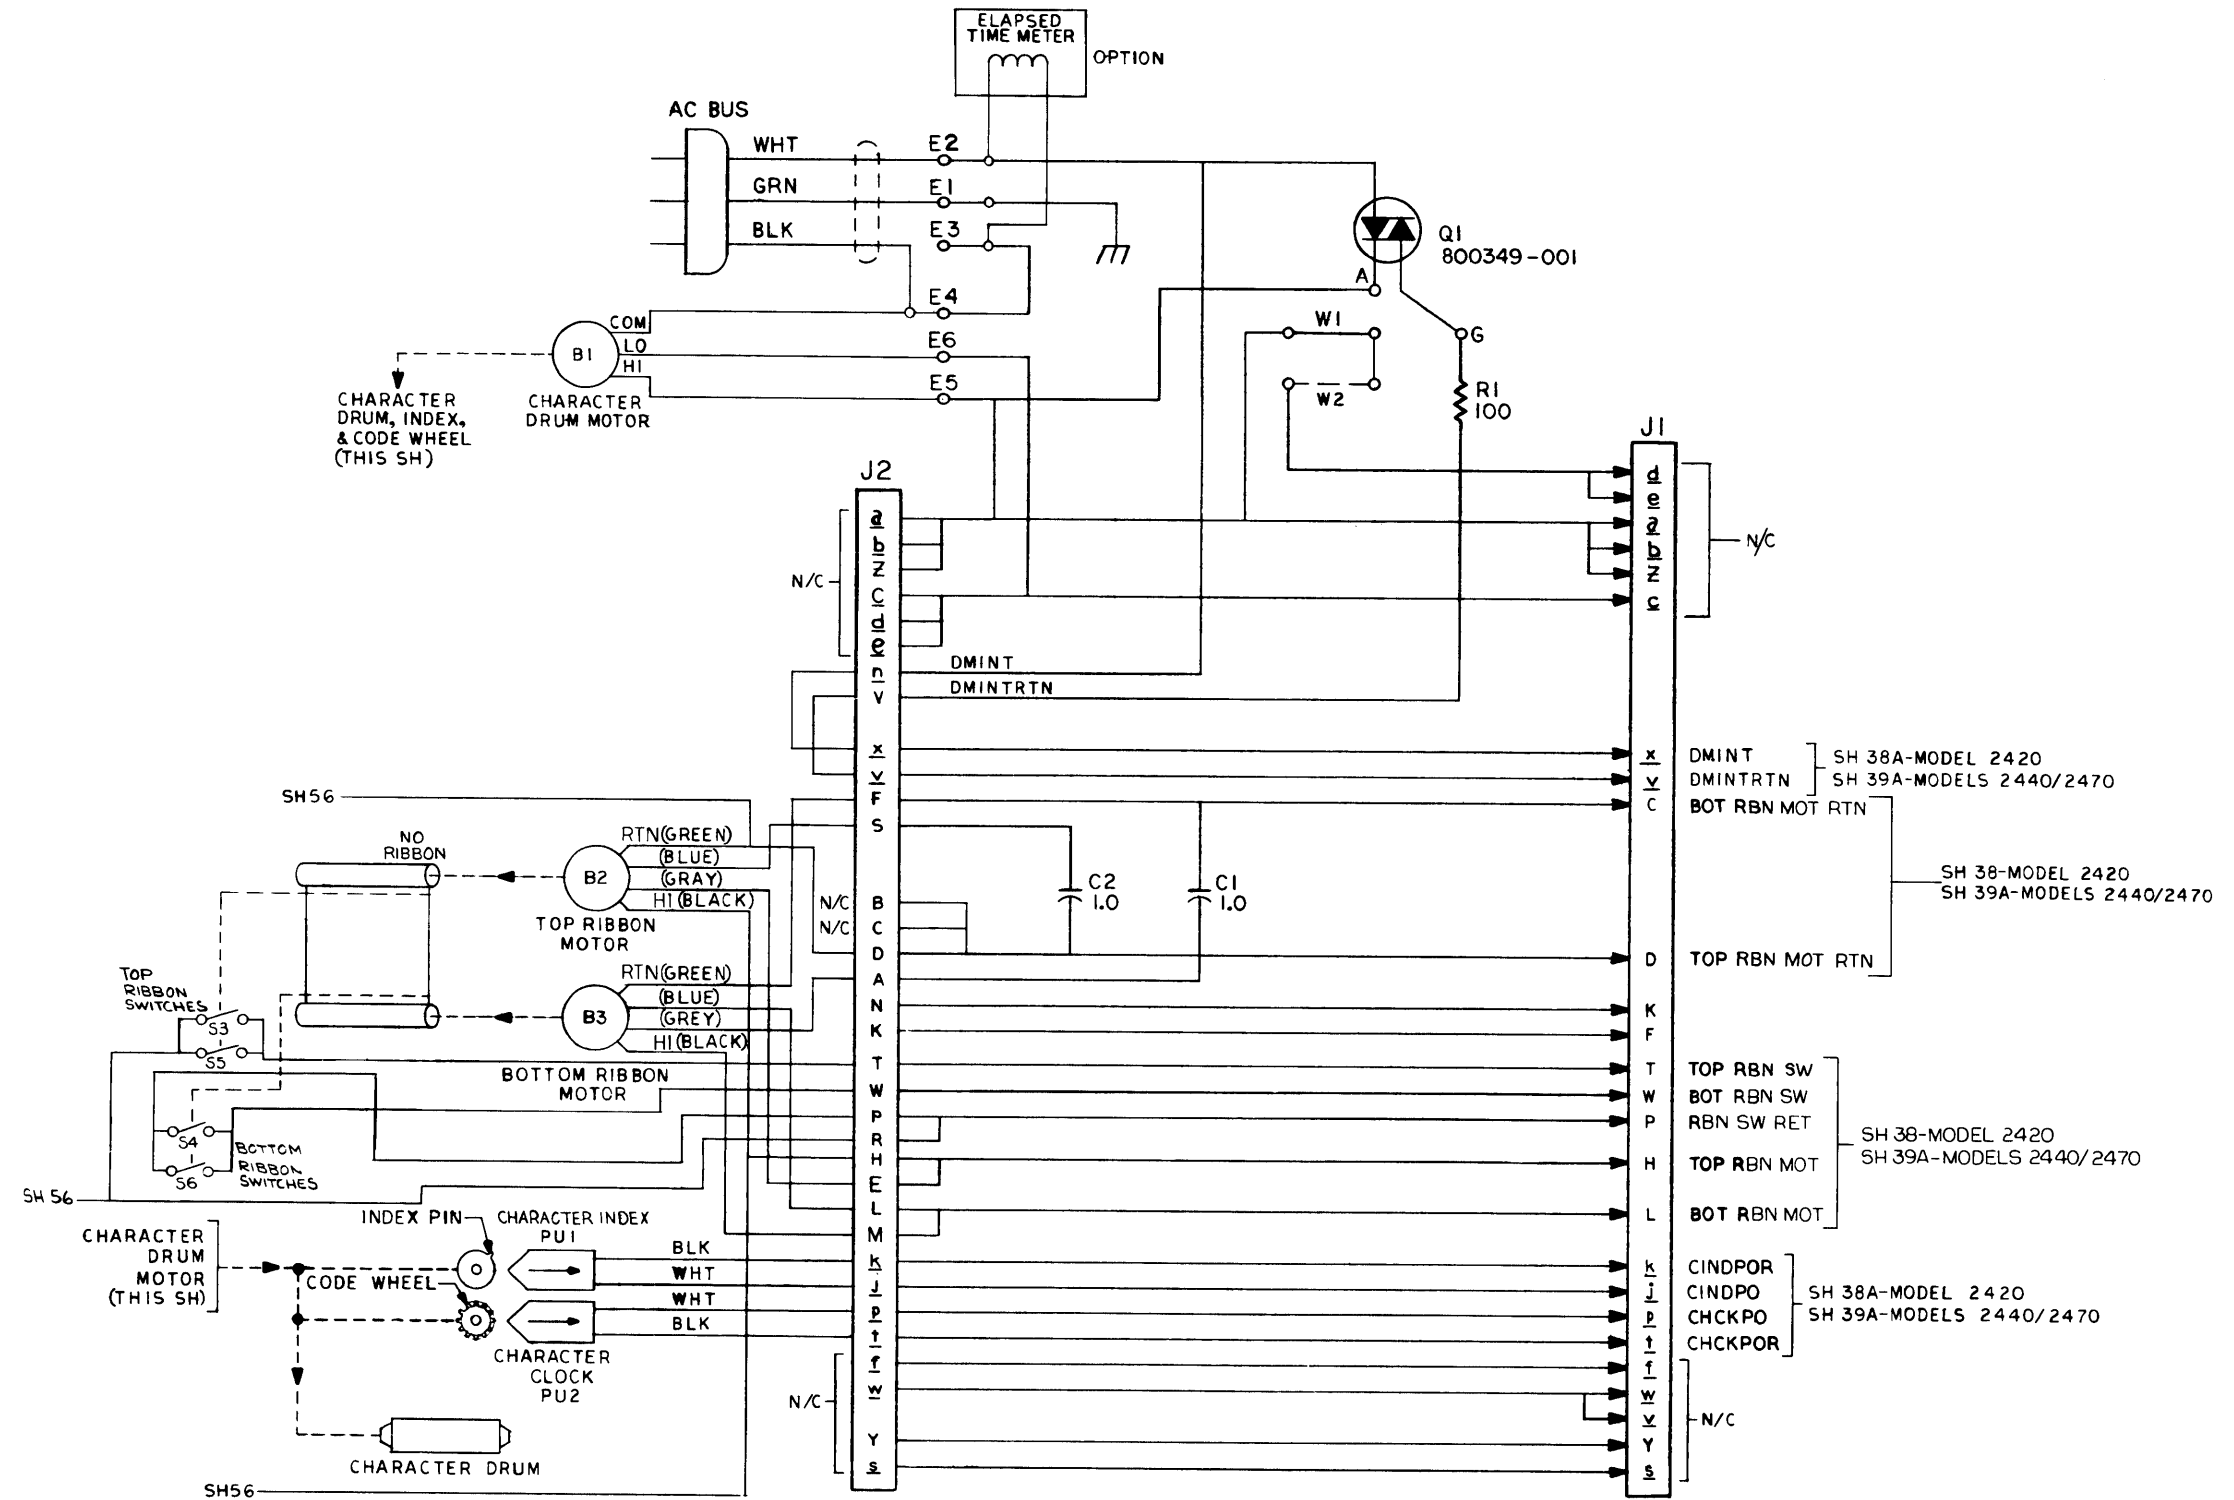 ELAPSED
TIME METER
OPTION
AC BUS
WHT
GRN
BLK
E2
E1
E3
E4
E6
E5
COM
LO
HI
B1
CHARACTER
DRUM MOTOR
CHARACTER
DRUM, INDEX,
& CODE WHEEL
(THIS SH)
Q1
800349-001
A
G
W1
W2
R1
100
J2
a
b
z
c
d
e
n
V
x
v
F
S
B
C
D
A
N
K
T
W
P
R
H
E
L
M
k
j
p
t
f
w
Y
s
N/C
N/C
N/C
N/C
DMINT
DMINTRTN
C2
1.0
C1
1.0
J1
d
e
a
b
z
c
N/C
x DMINT
v DMINTRTN
SH 38A-MODEL 2420
SH 39A-MODELS 2440/2470
C BOT RBN MOT RTN
SH 38-MODEL 2420
SH 39A-MODELS 2440/2470
D TOP RBN MOT RTN
K
F
T TOP RBN SW
W BOT RBN SW
P RBN SW RET
H TOP RBN MOT
L BOT RBN MOT
SH 38-MODEL 2420
SH 39A-MODELS 2440/2470
k CINDPOR
j CINDPO
p CHCKPO
t CHCKPOR
SH 38A-MODEL 2420
SH 39A-MODELS 2440/2470
f
w
v
Y
s
N/C
SH56
NO
RIBBON
RTN(GREEN)
(BLUE)
(GRAY)
HI(BLACK)
B2
TOP RIBBON
MOTOR
RTN(GREEN)
(BLUE)
(GREY)
HI(BLACK)
B3
BOTTOM RIBBON
MOTOR
TOP
RIBBON
SWITCHES
S3
S5
S4
S6
BOTTOM
RIBBON
SWITCHES
SH 56
CHARACTER
DRUM
MOTOR
(THIS SH)
INDEX PIN
CHARACTER INDEX
PU1
BLK
WHT
CODE WHEEL
WHT
BLK
CHARACTER
CLOCK
PU2
CHARACTER DRUM
SH56